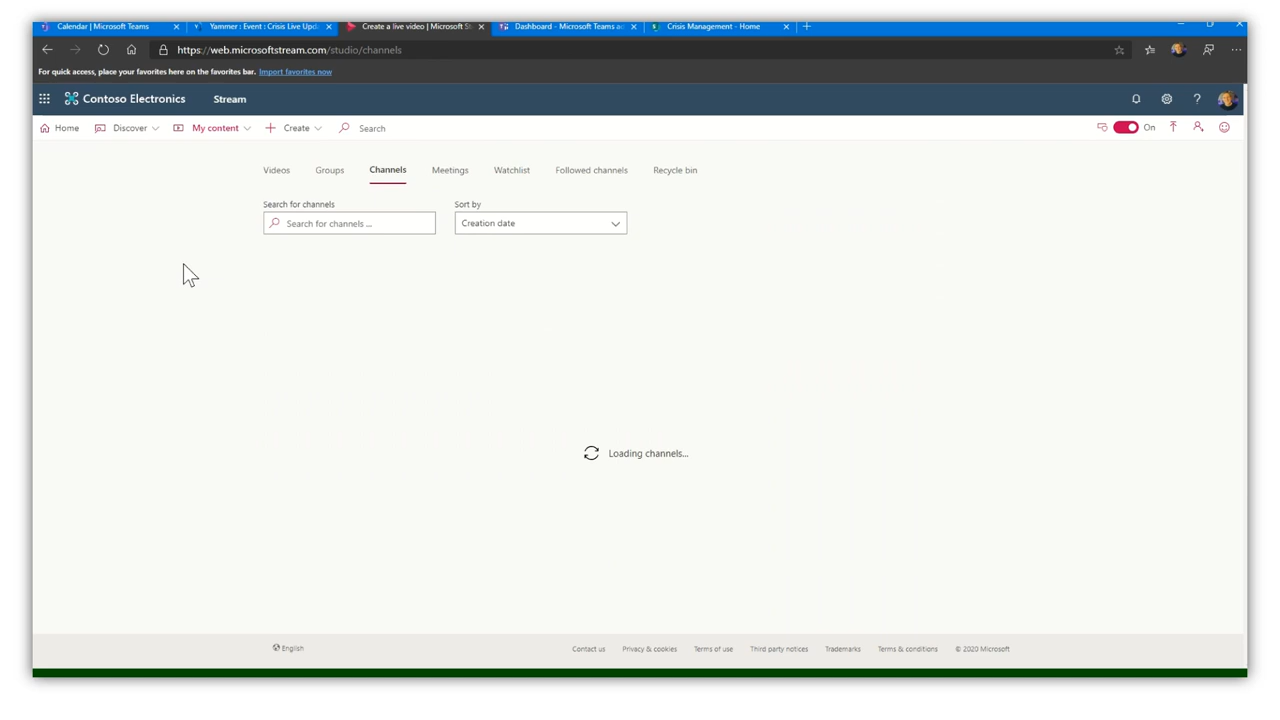 Calendar | Microsoft Teams
Yammer : Event : Crisis Live Upd
Create a live video | Microsoft St
Dashboard - Microsoft Teams ad
Crisis Management - Home
https://web.microsoftstream.com/studio/channels
For quick access, place your favorites here on the favorites bar. Import favorites now
Contoso Electronics Stream
Home Discover My content Create Search On
Videos Groups Channels Meetings Watchlist Followed channels Recycle bin
Search for channels Sort by
Search for channels ... Creation date
Loading channels...
English Contact us Privacy & cookies Terms of use Third party notices Trademarks Terms & conditions © 2020 Microsoft